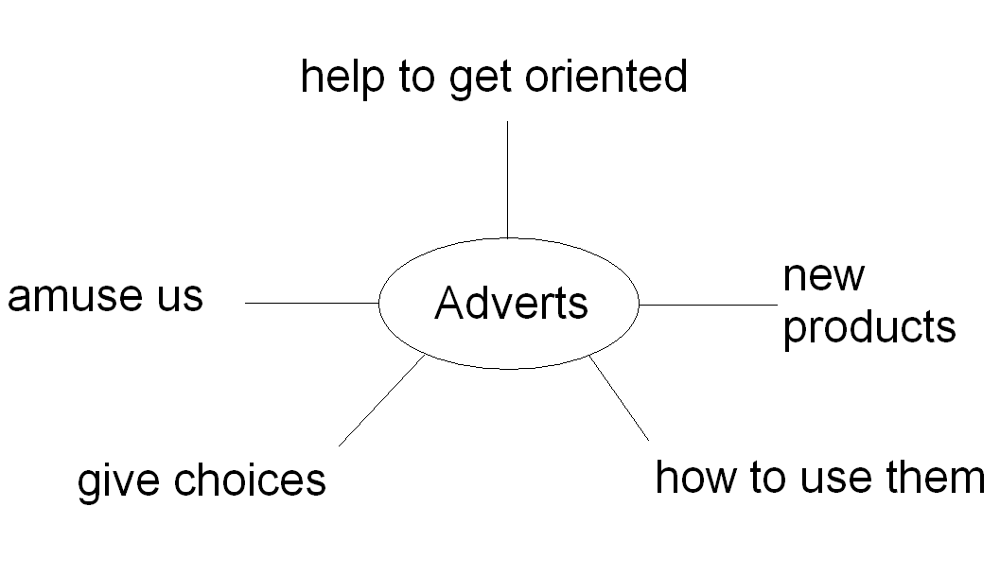 help to get oriented
amuse us
Adverts
new
products
give choices
how to use them